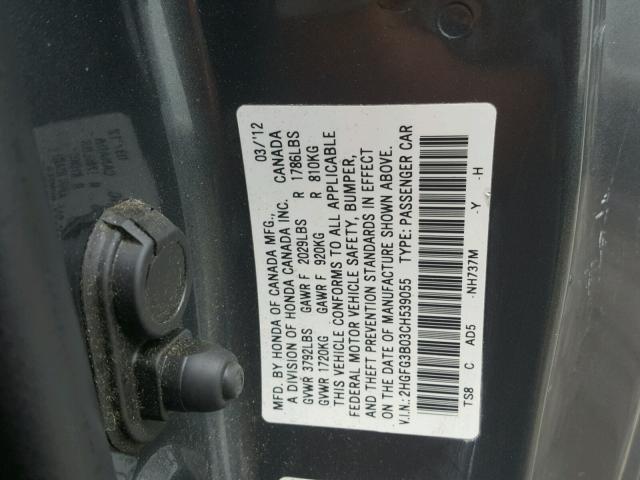 MFD. BY HONDA OF CANADA MFG., 03/'12
A DIVISION OF HONDA CANADA INC. CANADA
GVWR 3792LBS GAWR F 2029LBS R 1786LBS
GVWR 1720KG GAWR F 920KG R 810KG
THIS VEHICLE CONFORMS TO ALL APPLICABLE
FEDERAL MOTOR VEHICLE SAFETY, BUMPER,
AND THEFT PREVENTION STANDARDS IN EFFECT
ON THE DATE OF MANUFACTURE SHOWN ABOVE.
V.I.N.: 2HGFG3B03CH539055 TYPE: PASSENGER CAR
TS8 C AD5 -NH737M -Y -H